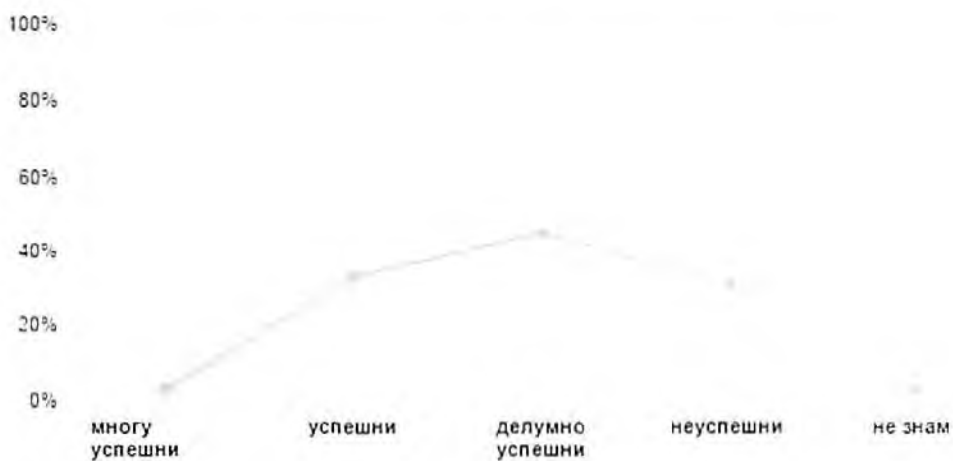 100%
80%
60%
40%
20%
0%
многу успешни
успешни
делумно успешни
неуспешни
не знам